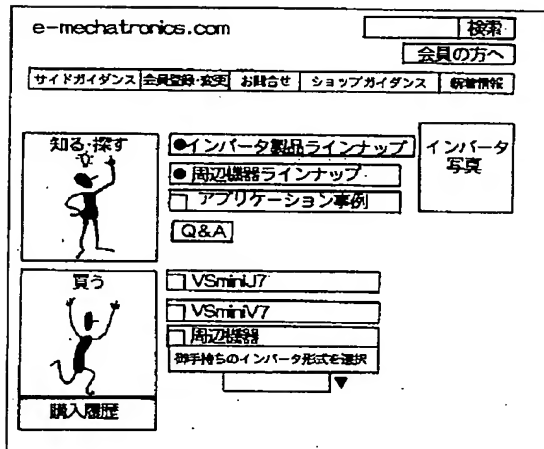 e-mechatronics.com
検索
会員の方へ
サイドガイダンス 会員登録・変更 お問合せ ショップガイダンス 新着情報
知る・探す
●インバータ製品ラインナップ
●周辺機器ラインナップ
アプリケーション事例
Q&A
インバータ
写真
買う
VSminiJ7
VSminiV7
周辺機器
御手持ちのインバータ形式を選択
▼
購入履歴